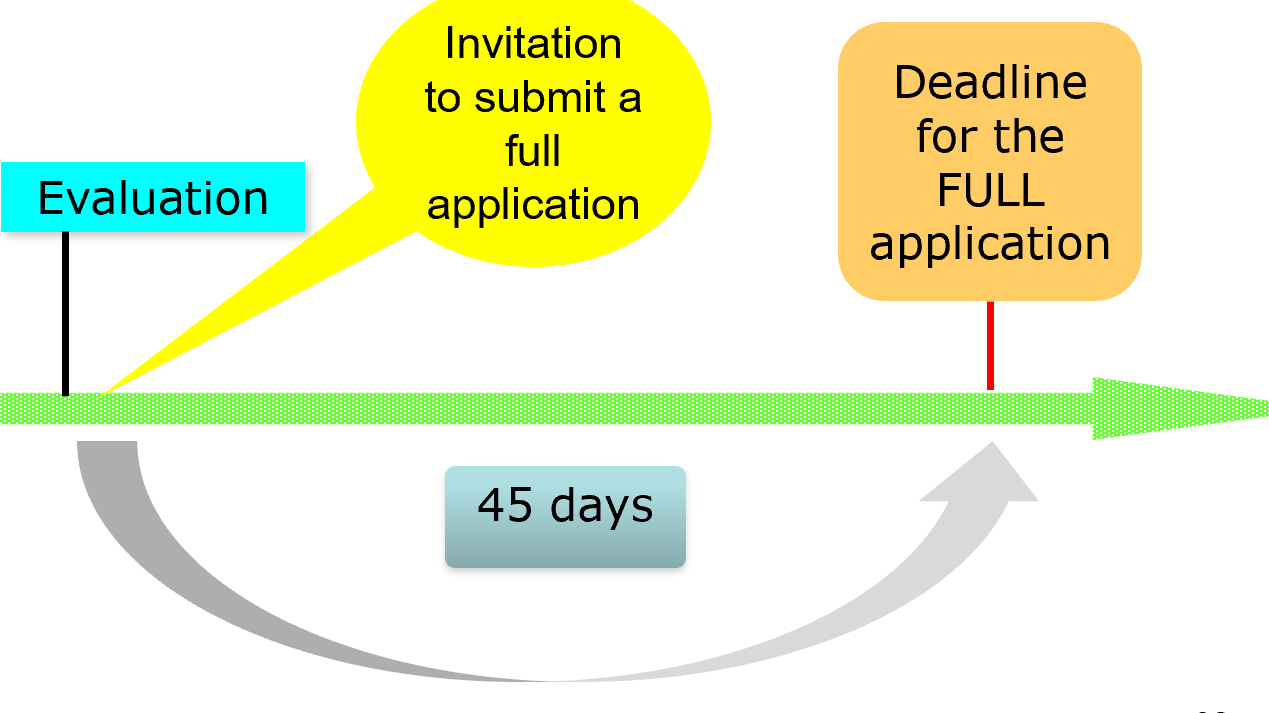 Invitation
to submit a
full
application
Deadline
for the
FULL
application
Evaluation
45 days